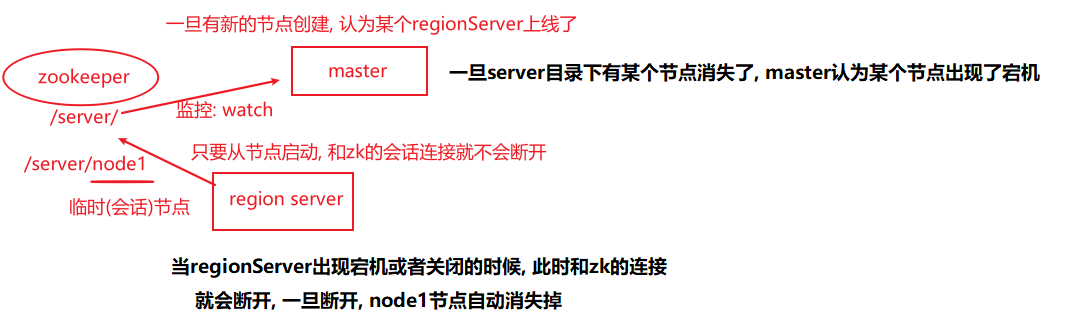 一旦有新的节点创建, 认为某个regionServer上线了
zookeeper
master
一旦server目录下有某个节点消失了, master认为某个节点出现了宕机
/server/
监控: watch
只要从节点启动, 和zk的会话连接就不会断开
/server/node1
region server
临时(会话)节点
当regionServer出现宕机或者关闭的时候, 此时和zk的连接
就会断开, 一旦断开, node1节点自动消失掉